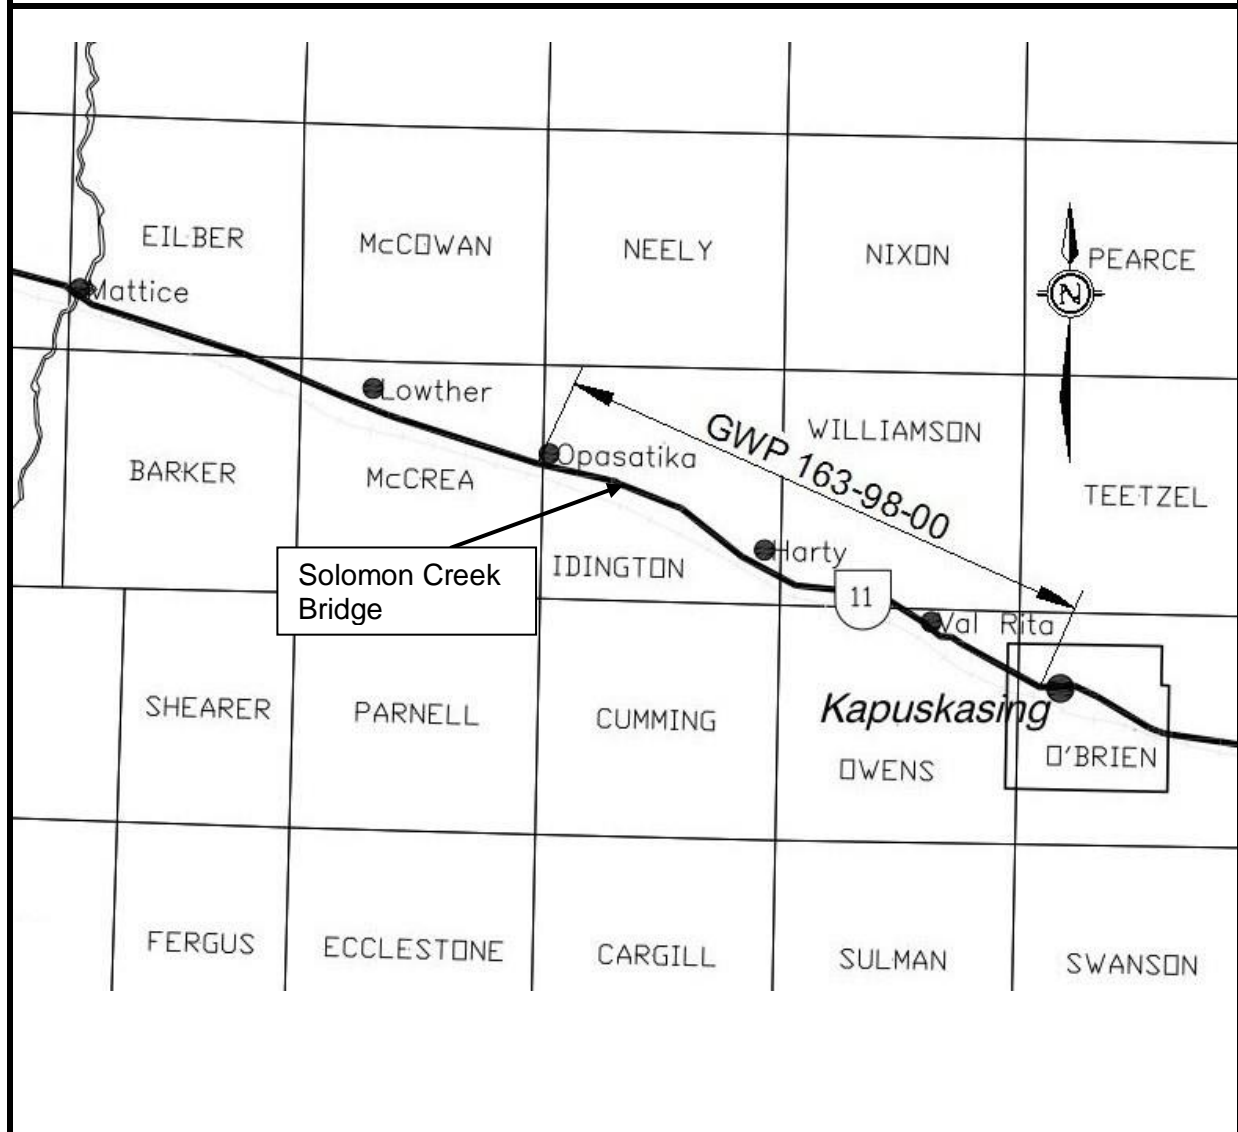 EILBER
McCOWAN
NEELY
NIXON
PEARCE
N
Mattice
Lowther
GWP 163-98-00
WILLIAMSON
Opasatika
BARKER
McCREA
TEETZEL
Harty
IDINGTON
Solomon Creek
Bridge
11
Val Rita
SHEARER
PARNELL
CUMMING
Kapuskasing
OWENS
O'BRIEN
FERGUS
ECCLESTONE
CARGILL
SULMAN
SWANSON